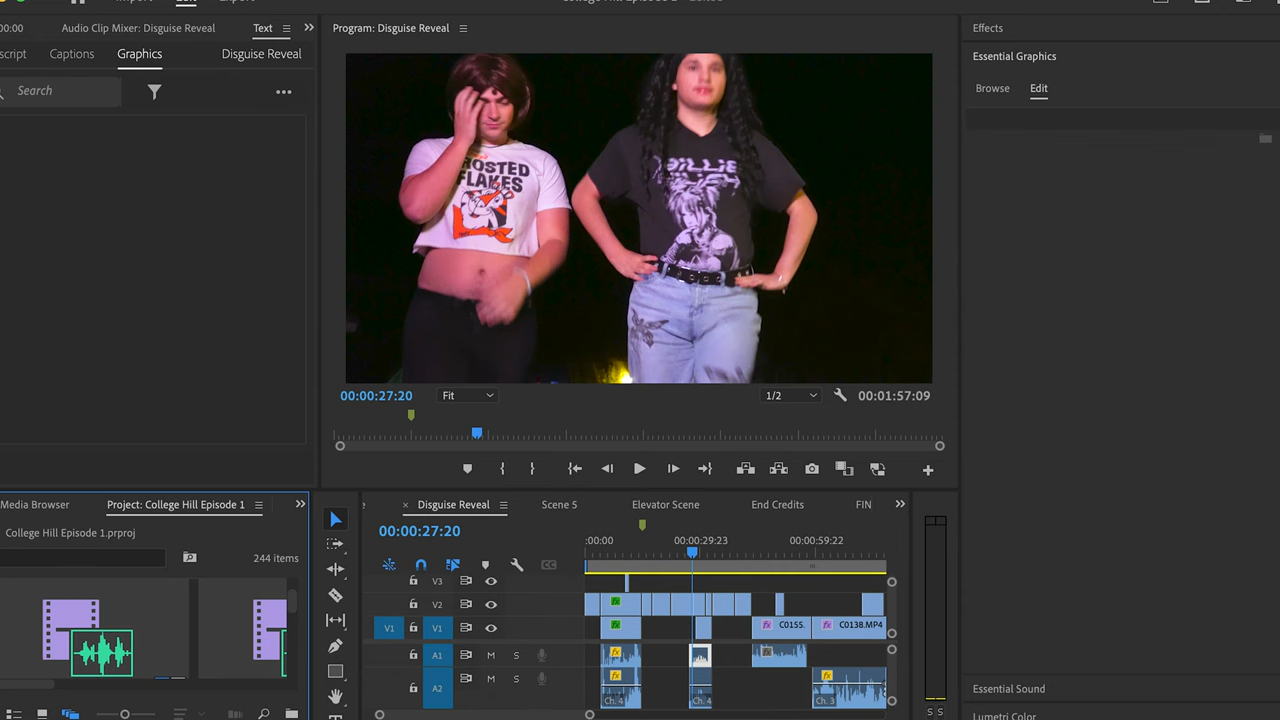 :00:00
Audio Clip Mixer: Disguise Reveal
Text
Program: Disguise Reveal
Effects
Captions
Graphics
Disguise Reveal
Essential Graphics
Search
Browse
Edit
FROSTED
FLAKES
BILLIE
00:00:27:20
Fit
1/2
00:01:57:09
Media Browser
Project: College Hill Episode 1
Disguise Reveal
Scene 5
Elevator Scene
End Credits
FIN
College Hill Episode 1.prproj
00:00:27:20
244 items
:00:00
00:00:29:23
00:00:59:22
V3
V2
V1
V1
C0155.
C0138.MP4
A1
M
S
A2
M
S
Ch. 4
Ch. 4
Ch. 3
Essential Sound
S S
Lumetri Color